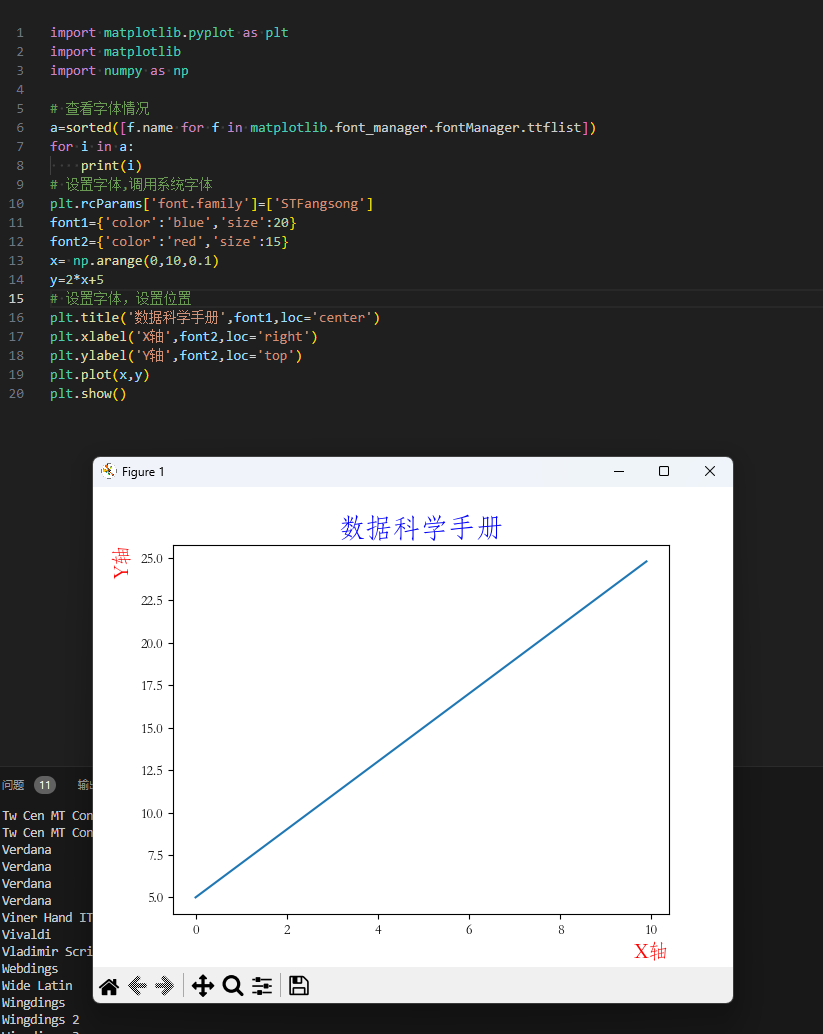 1 import matplotlib.pyplot as plt
2 import matplotlib
3 import numpy as np
4
5 # 查看字体情况
6 a=sorted([f.name for f in matplotlib.font_manager.fontManager.ttflist])
7 for i in a:
8     print(i)
9 # 设置字体,调用系统字体
10 plt.rcParams['font.family']=['STFangsong']
11 font1={'color':'blue','size':20}
12 font2={'color':'red','size':15}
13 x= np.arange(0,10,0.1)
14 y=2*x+5
15 # 设置字体，设置位置
16 plt.title('数据科学手册',font1,loc='center')
17 plt.xlabel('X轴',font2,loc='right')
18 plt.ylabel('Y轴',font2,loc='top')
19 plt.plot(x,y)
20 plt.show()
Figure 1
数据科学手册
Y轴
25.0
22.5
20.0
17.5
15.0
12.5
10.0
7.5
5.0
0 2 4 6 8 10
X轴
问题 11
Tw Cen MT Con
Tw Cen MT Con
Verdana
Verdana
Verdana
Verdana
Viner Hand IT
Vivaldi
Vladimir Scri
Webdings
Wide Latin
Wingdings
Wingdings 2